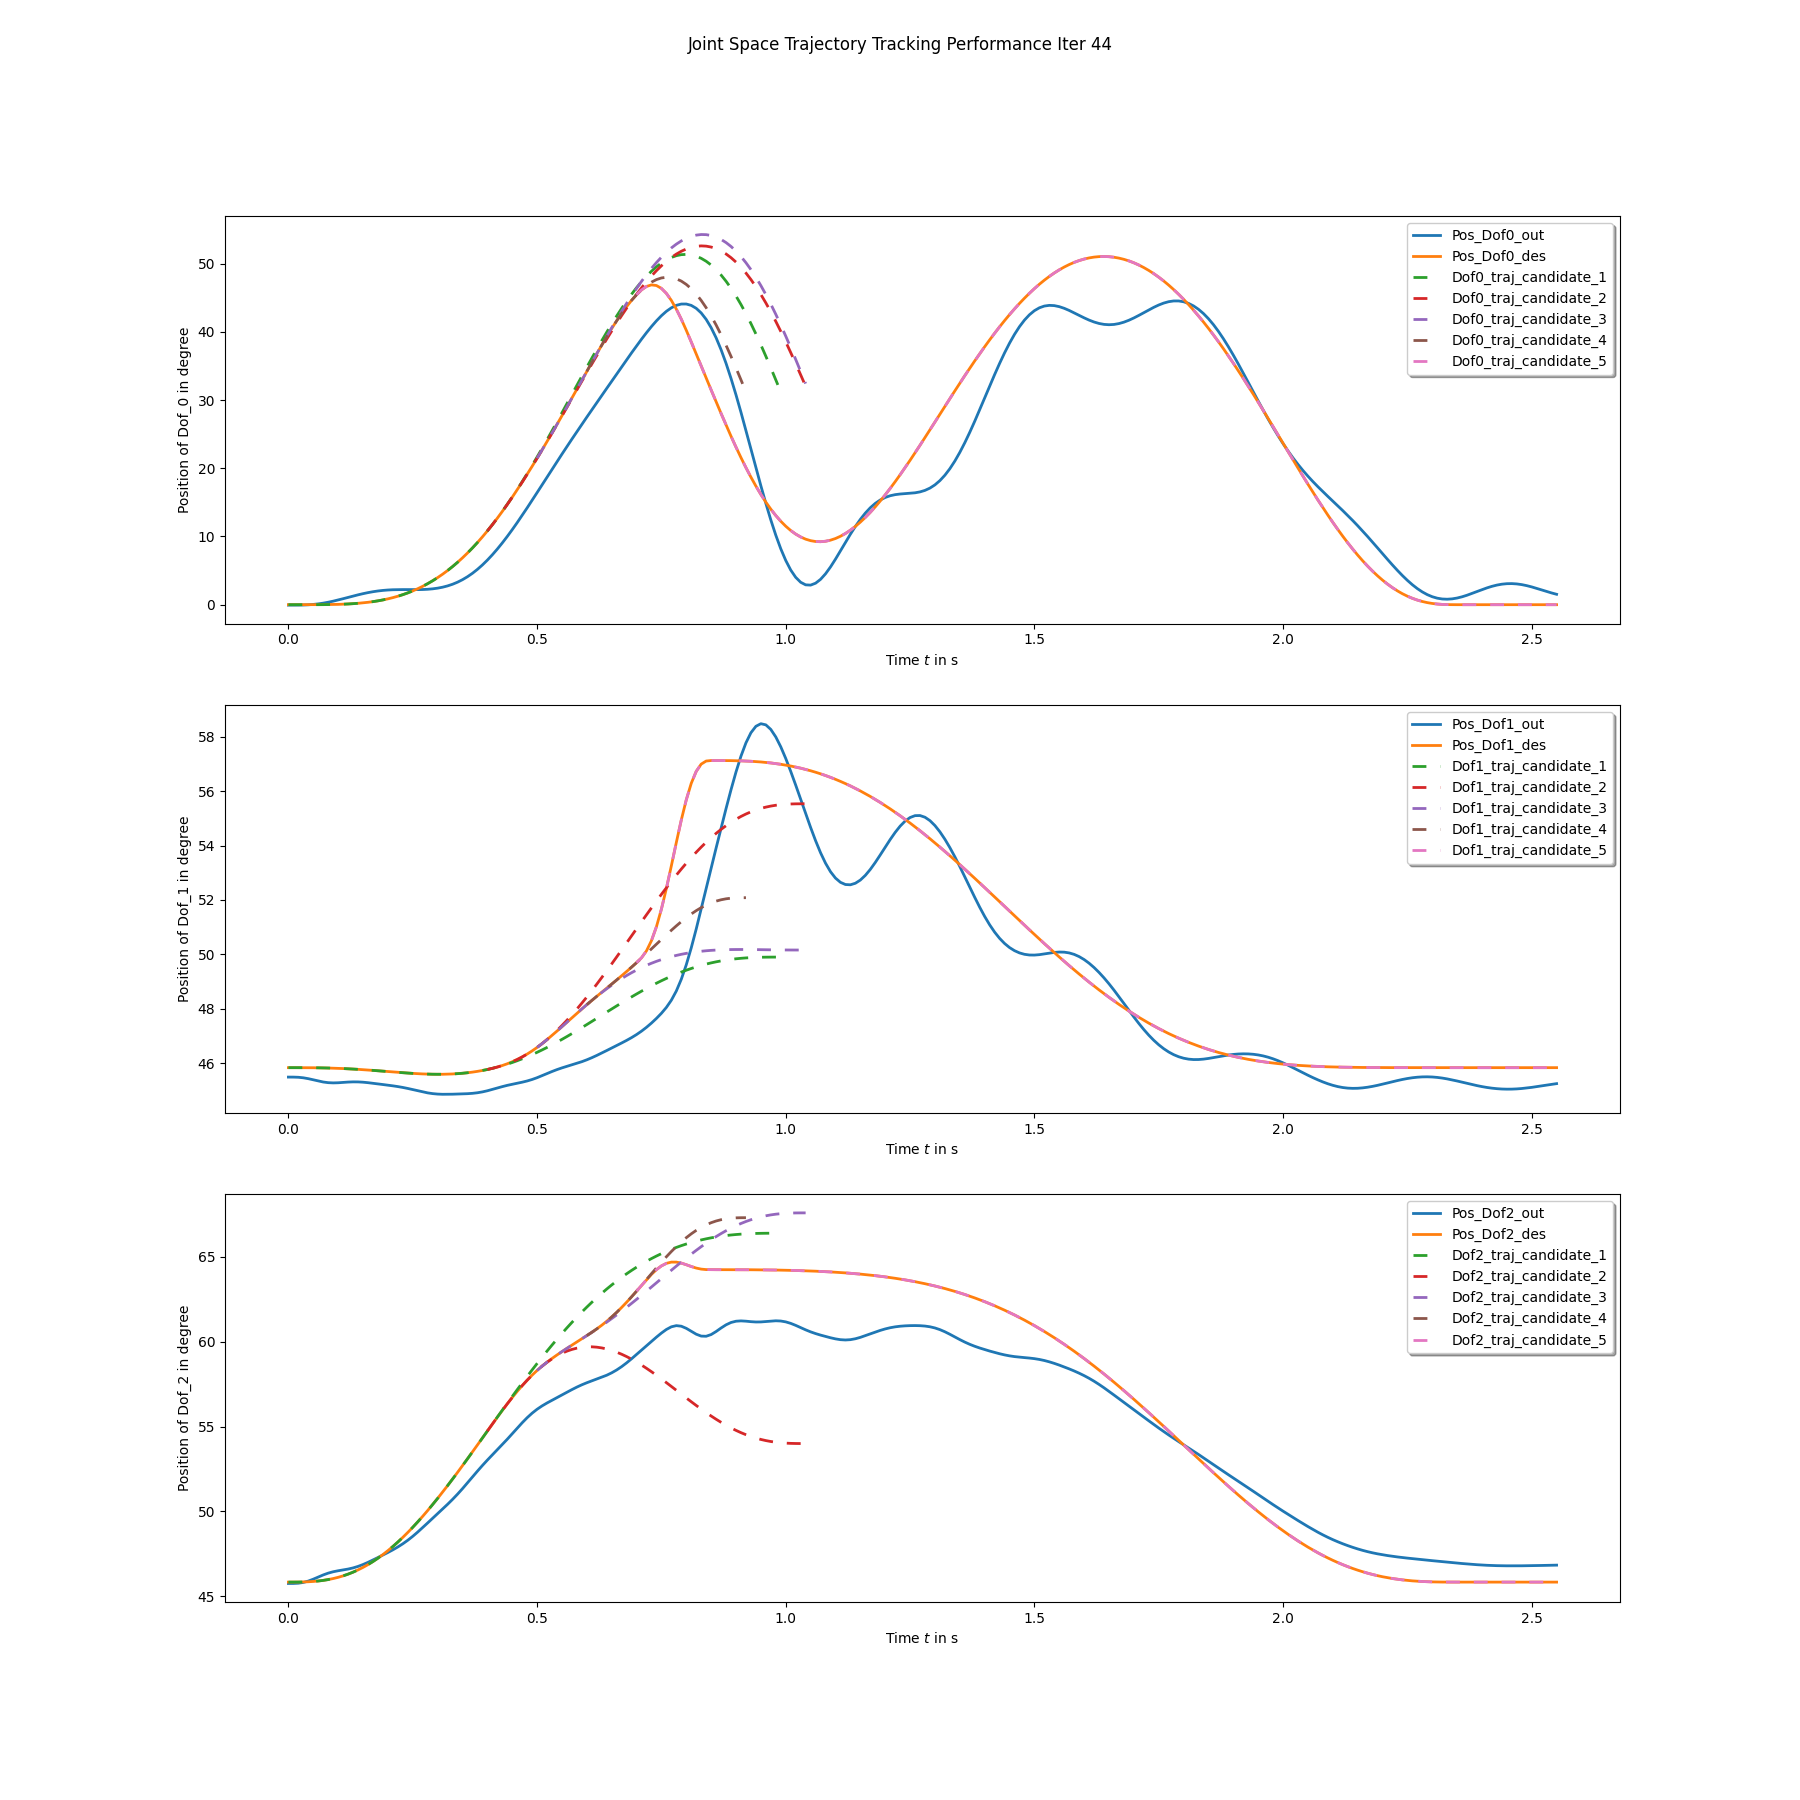 Joint Space Trajectory Tracking Performance Iter 44
Position of Dof_0 in degree
50
40
30
20
10
0
0.0 0.5 1.0 1.5 2.0 2.5
Time t in s
Pos_Dof0_out
Pos_Dof0_des
Dof0_traj_candidate_1
Dof0_traj_candidate_2
Dof0_traj_candidate_3
Dof0_traj_candidate_4
Dof0_traj_candidate_5
Position of Dof_1 in degree
58
56
54
52
50
48
46
0.0 0.5 1.0 1.5 2.0 2.5
Time t in s
Pos_Dof1_out
Pos_Dof1_des
Dof1_traj_candidate_1
Dof1_traj_candidate_2
Dof1_traj_candidate_3
Dof1_traj_candidate_4
Dof1_traj_candidate_5
Position of Dof_2 in degree
65
60
55
50
45
0.0 0.5 1.0 1.5 2.0 2.5
Time t in s
Pos_Dof2_out
Pos_Dof2_des
Dof2_traj_candidate_1
Dof2_traj_candidate_2
Dof2_traj_candidate_3
Dof2_traj_candidate_4
Dof2_traj_candidate_5